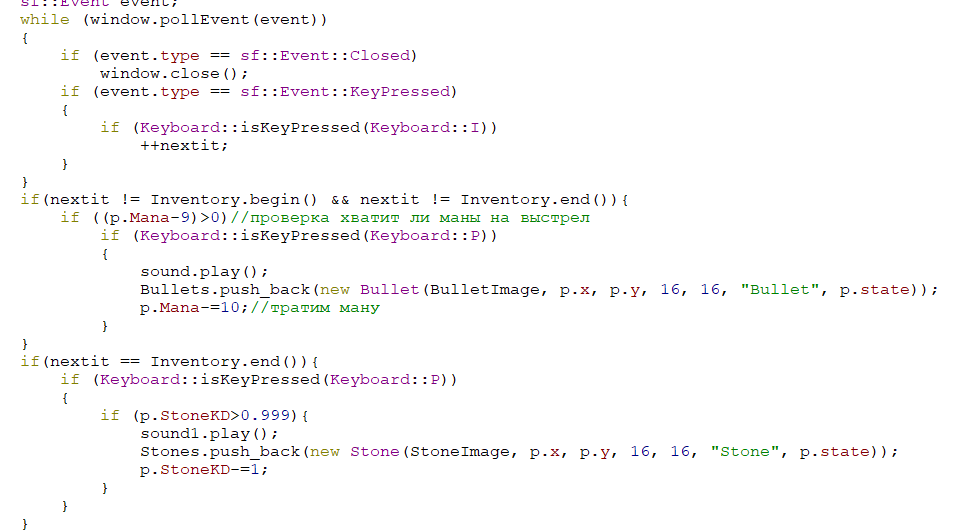 sf::Event event;
while (window.pollEvent(event))
{
if (event.type == sf::Event::Closed)
window.close();
if (event.type == sf::Event::KeyPressed)
{
if (Keyboard::isKeyPressed(Keyboard::I))
++nextit;
}
}
if(nextit != Inventory.begin() && nextit != Inventory.end()){
if ((p.Mana-9)>0)//проверка хватит ли маны на выстрел
if (Keyboard::isKeyPressed(Keyboard::P))
{
sound.play();
Bullets.push_back(new Bullet(BulletImage, p.x, p.y, 16, 16, "Bullet", p.state));
p.Mana-=10;//тратим ману
}
}
if(nextit == Inventory.end()){
if (Keyboard::isKeyPressed(Keyboard::P))
{
if (p.StoneKD>0.999){
sound1.play();
Stones.push_back(new Stone(StoneImage, p.x, p.y, 16, 16, "Stone", p.state));
p.StoneKD-=1;
}
}
}